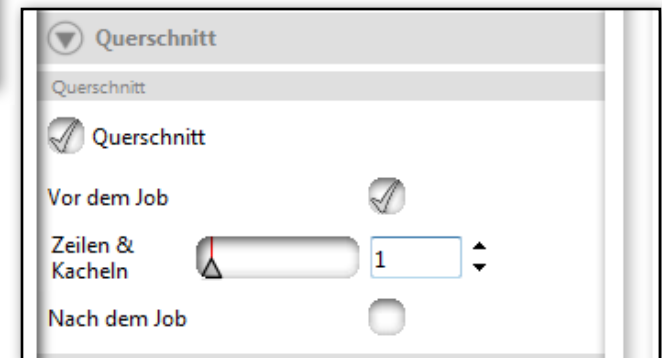 Querschnitt
Querschnitt
Querschnitt
Vor dem Job
Zeilen &
Kacheln
1
Nach dem Job